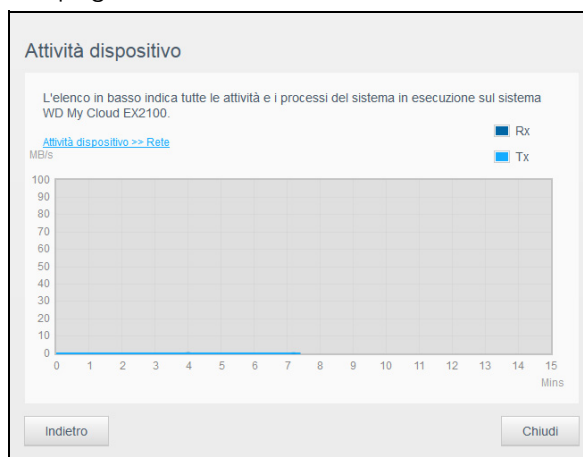 Attività dispositivo
L'elenco in basso indica tutte le attività e i processi del sistema in esecuzione sul sistema
WD My Cloud EX2100.
Rx
Attività dispositivo >> Rete
MB/s
Tx
100
90
80
70
60
50
40
30
20
10
0
0 1 2 3 4 5 6 7 8 9 10 11 12 13 14 15
Mins
Indietro
Chiudi